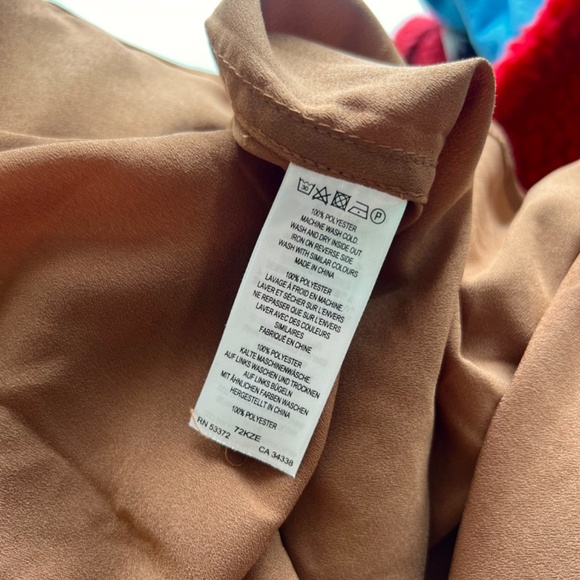 30 P
100% POLYESTER
MACHINE WASH COLD.
WASH AND DRY INSIDE OUT
IRON ON REVERSE SIDE.
WASH WITH SIMILAR COLOURS
MADE IN CHINA
100% POLYESTER
LAVAGE À FROID EN MACHINE.
LAVER ET SÉCHER SUR L'ENVERS
NE REPASSER QUE SUR L'ENVERS
LAVER AVEC DES COULEURS
SIMILAIRES
FABRIQUÉ EN CHINE
100% POLYESTER
KALTE MASCHINENWÄSCHE.
AUF LINKS WASCHEN UND TROCKNEN
AUF LINKS BÜGELN
MIT ÄHNLICHEN FARBEN WASCHEN
HERGESTELLT IN CHINA
100% POLYESTER
RN 53372 72KZE CA 34338